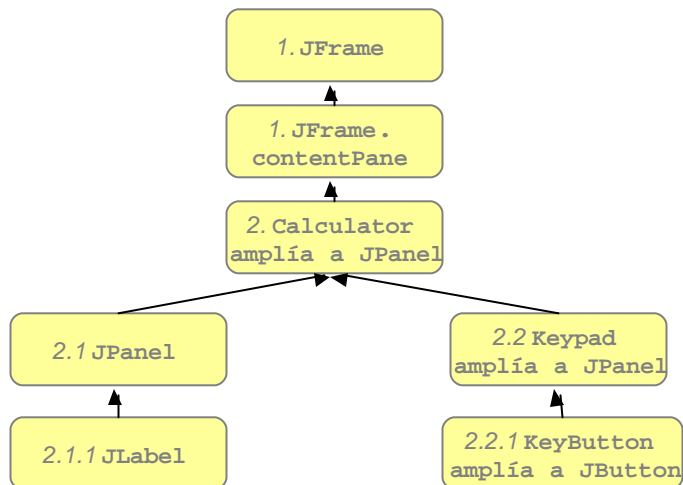 1. JFrame
1. JFrame.
contentPane
2. Calculator
amplía a JPanel
2.1 JPanel
2.2 Keypad
amplía a JPanel
2.1.1 JLabel
2.2.1 KeyButton
amplía a JButton